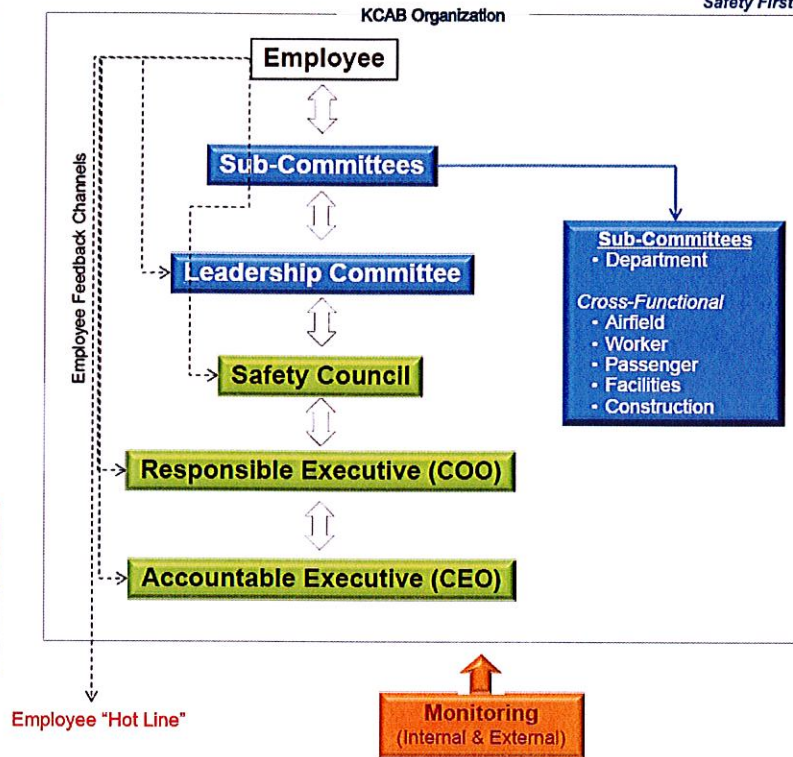 Safety First
KCAB Organization
Employee
Sub-Committees
Leadership Committee
Safety Council
Responsible Executive (COO)
Accountable Executive (CEO)
Employee Feedback Channels
Sub-Committees
• Department
Cross-Functional
• Airfield
• Worker
• Passenger
• Facilities
• Construction
Employee "Hot Line"
Monitoring
(Internal & External)